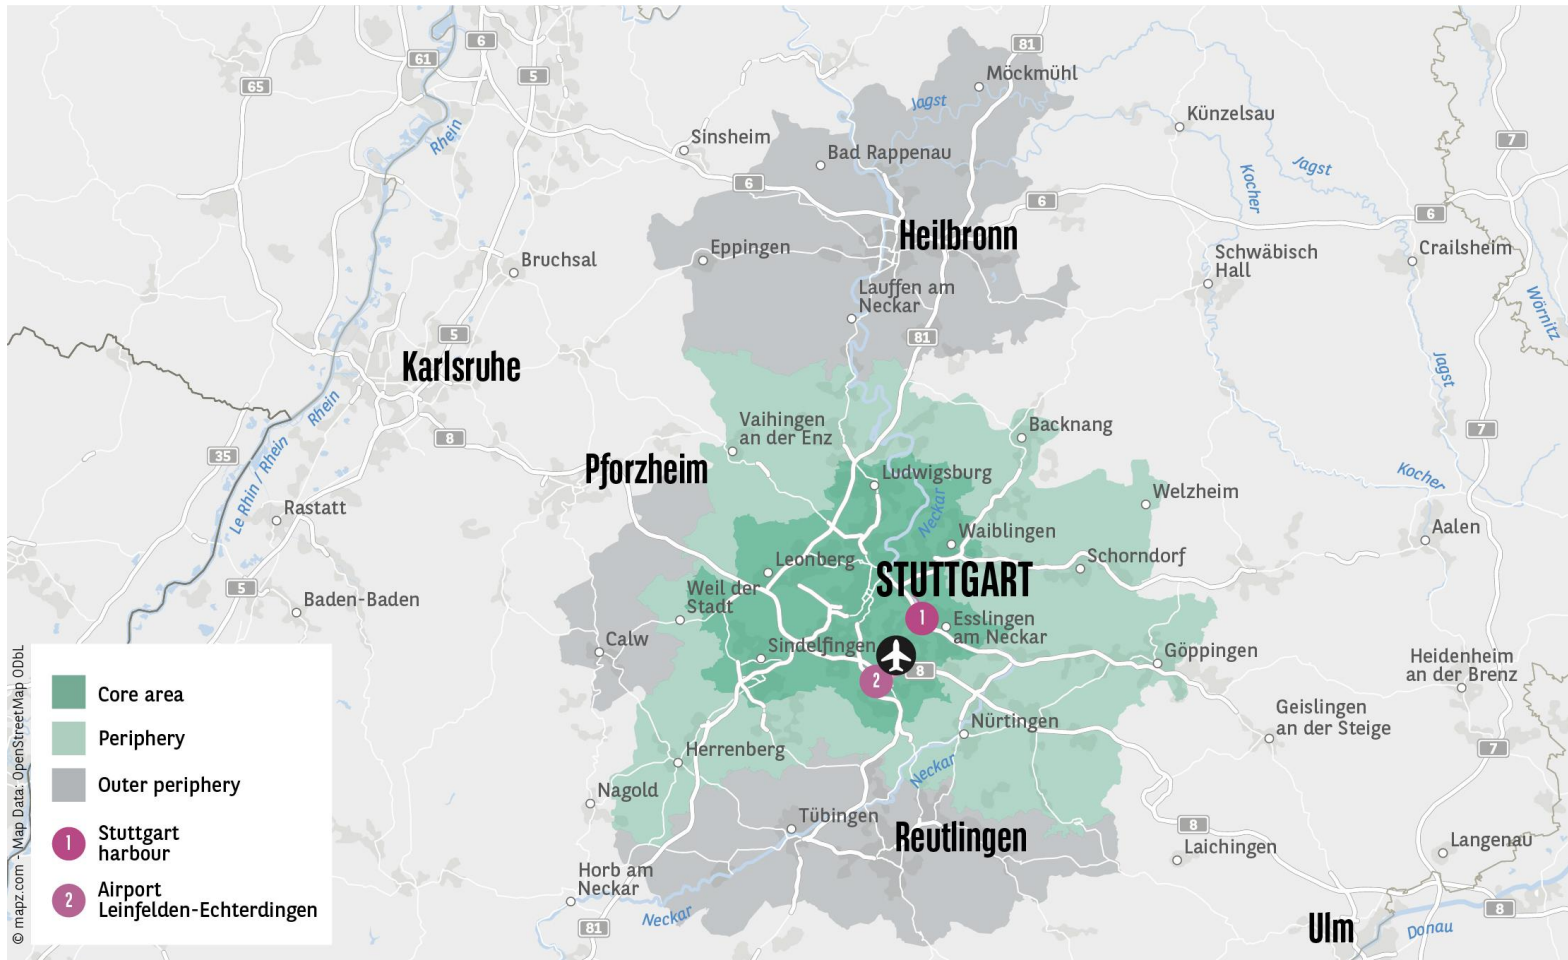 81
6
61
5
65
Möckmühl
Jagst
Künzelsau
Rhein
Sinsheim
7
Bad Rappenau
Jagst
Kocher
6
6
6
Heilbronn
Eppingen
Bruchsal
Schwäbisch
Hall
Crailsheim
Lauffen am
Neckar
Wörnitz
5
81
Karlsruhe
Jagst
Rhein
Vaihingen
an der Enz
Backnang
7
8
35
Le Rhin / Rhein
Pforzheim
Ludwigsburg
Kocher
Welzheim
Rastatt
Neckar
Aalen
Waiblingen
Leonberg
Schorndorf
STUTTGART
5
Weil der
Stadt
Baden-Baden
1
Esslingen
am Neckar
Calw
Sindelfingen
Göppingen
8
2
Heidenheim
an der Brenz
Geislingen
an der Steige
Nürtingen
7
Herrenberg
Neckar
Nagold
Tübingen
Reutlingen
8
Laichingen
Langenau
Horb am
Neckar
Neckar
81
8
Ulm
Donau
Core area
Periphery
Outer periphery
1
Stuttgart
harbour
2
Airport
Leinfelden-Echterdingen
© mapz.com - Map Data: OpenStreetMap ODbL